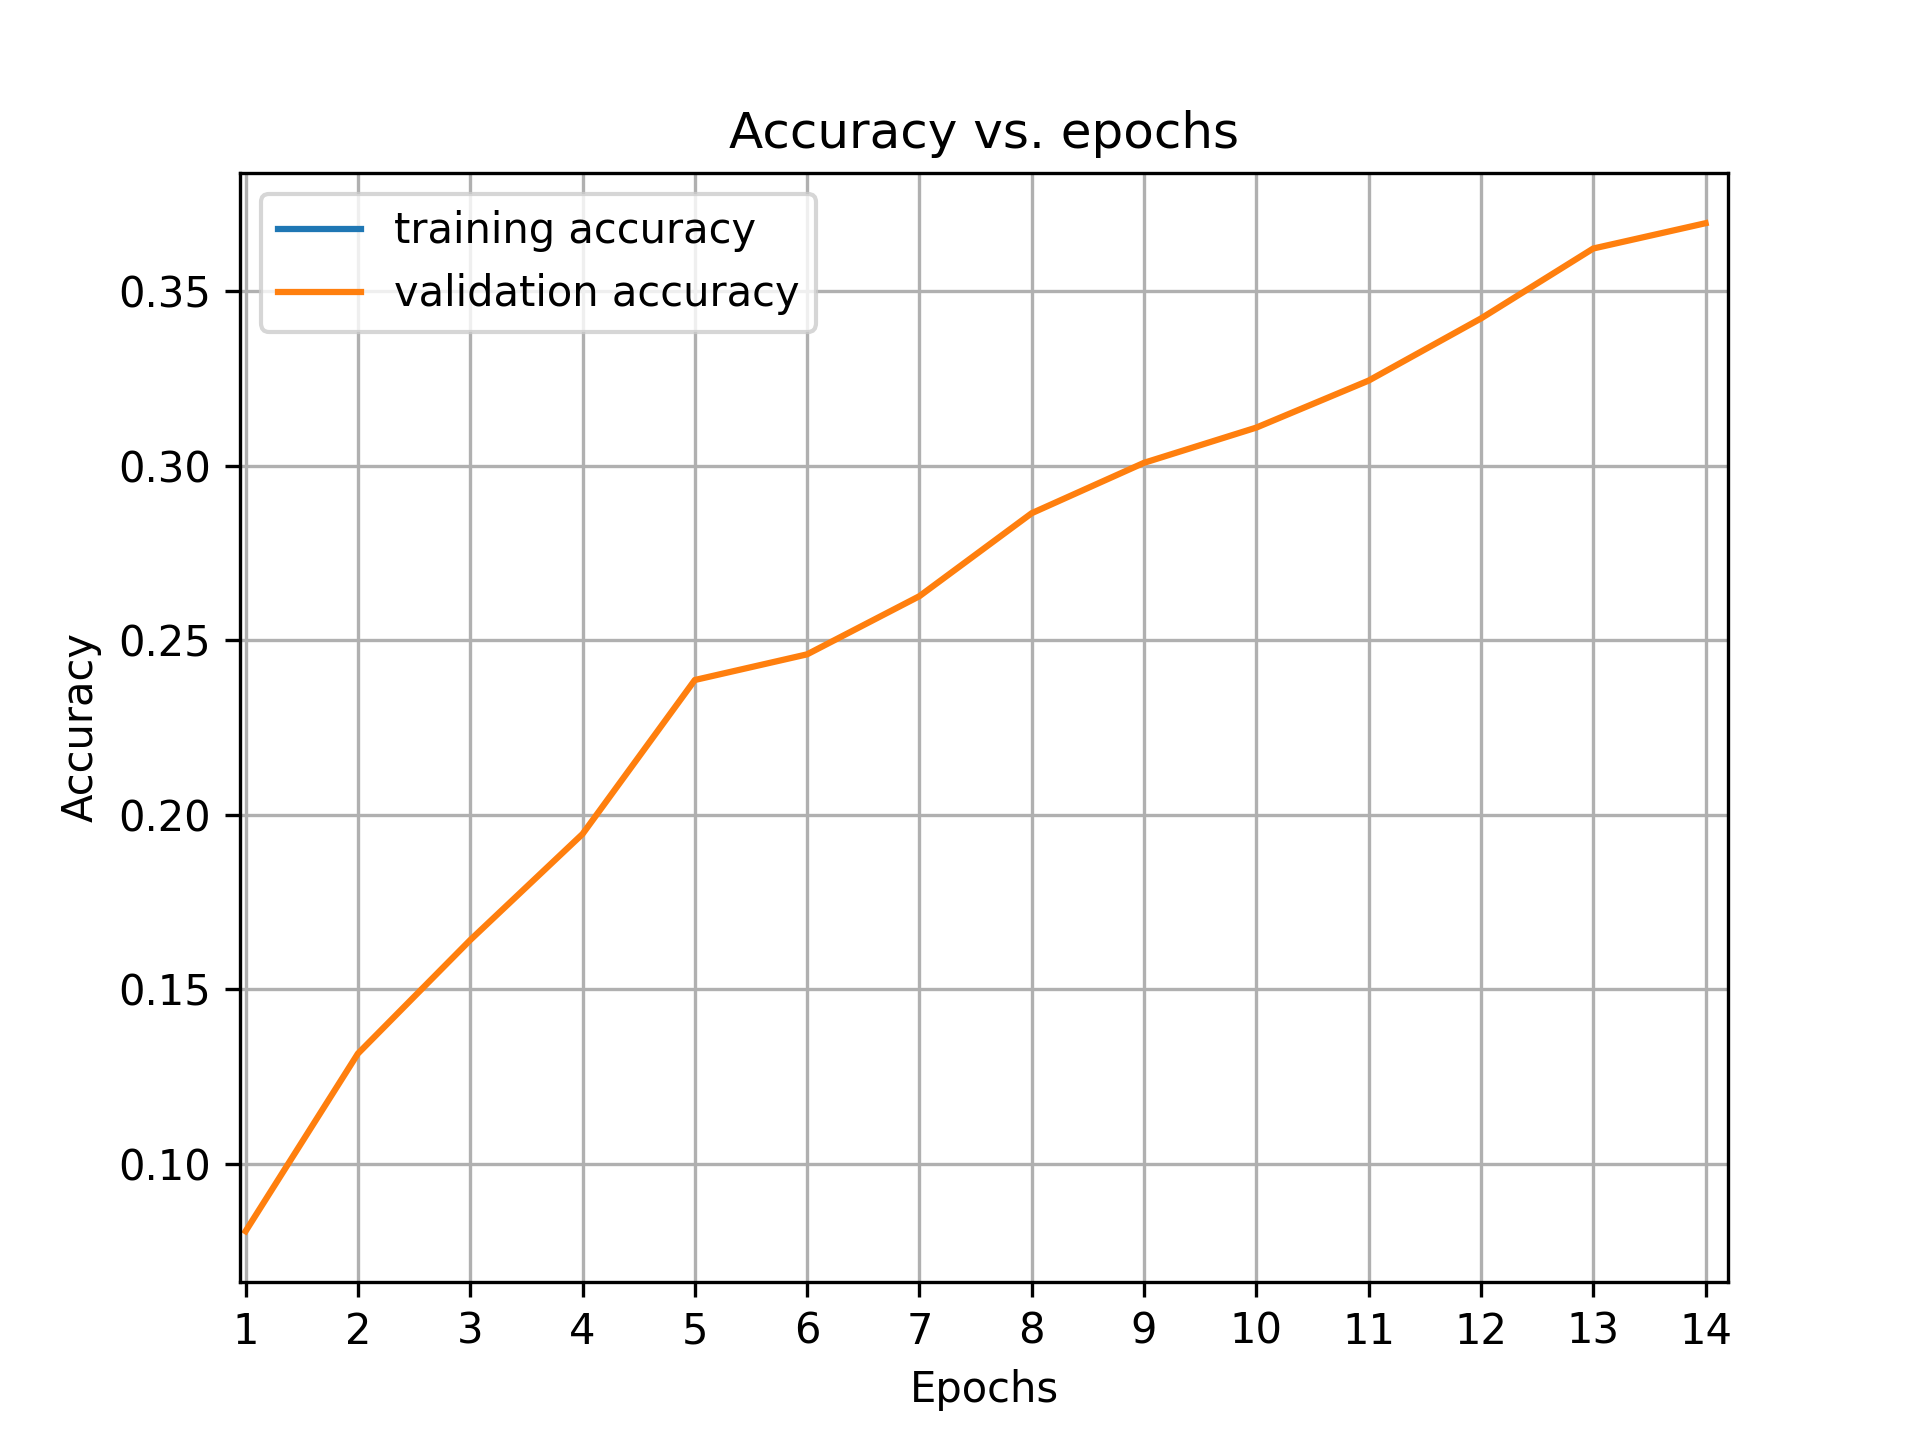 Accuracy vs. epochs
training accuracy
validation accuracy
0.35
0.30
0.25
0.20
0.15
0.10
Accuracy
1 2 3 4 5 6 7 8 9 10 11 12 13 14
Epochs